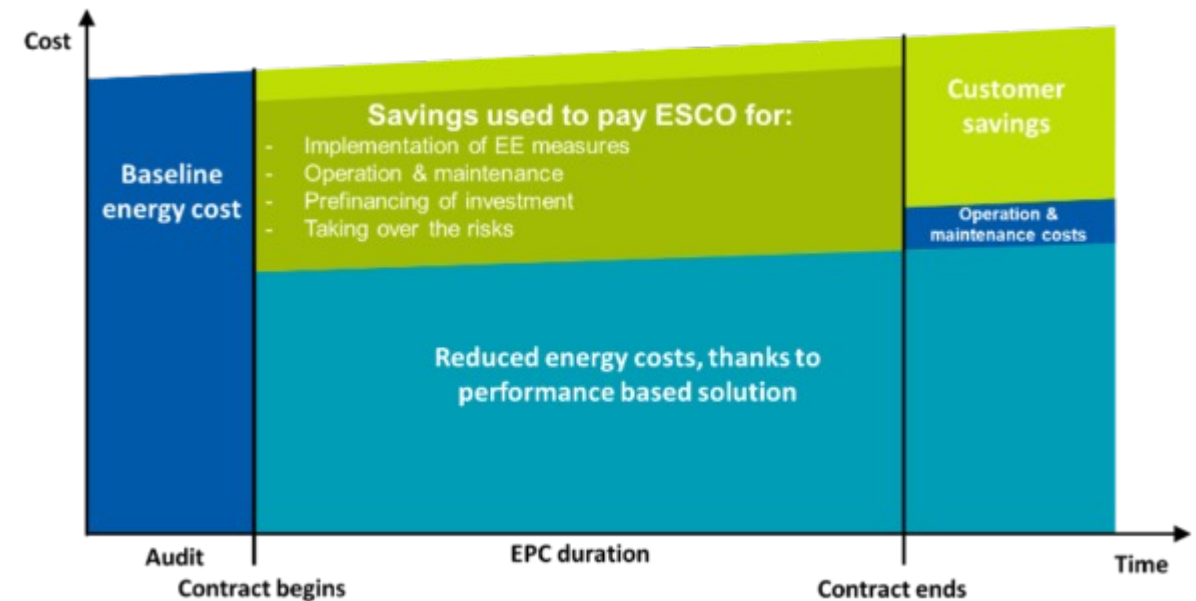 Cost
Baseline
energy cost
Savings used to pay ESCO for:
- Implementation of EE measures
- Operation & maintenance
- Prefinancing of investment
- Taking over the risks
Customer
savings
Operation &
maintenance costs
Reduced energy costs, thanks to
performance based solution
Audit
Contract begins
EPC duration
Contract ends
Time